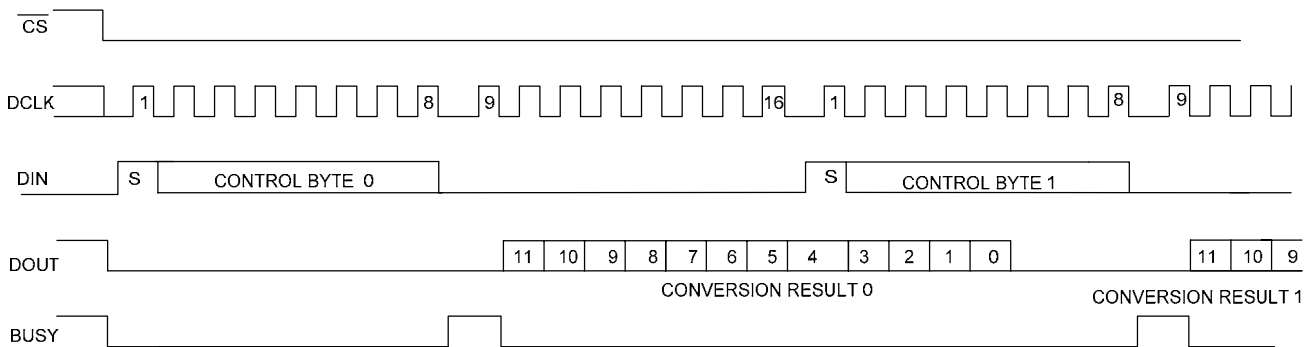 CS
DCLK 1 8 9 16 1 8 9
DIN S CONTROL BYTE 0 S CONTROL BYTE 1
DOUT 11 10 9 8 7 6 5 4 3 2 1 0 11 10 9
CONVERSION RESULT 0 CONVERSION RESULT 1
BUSY